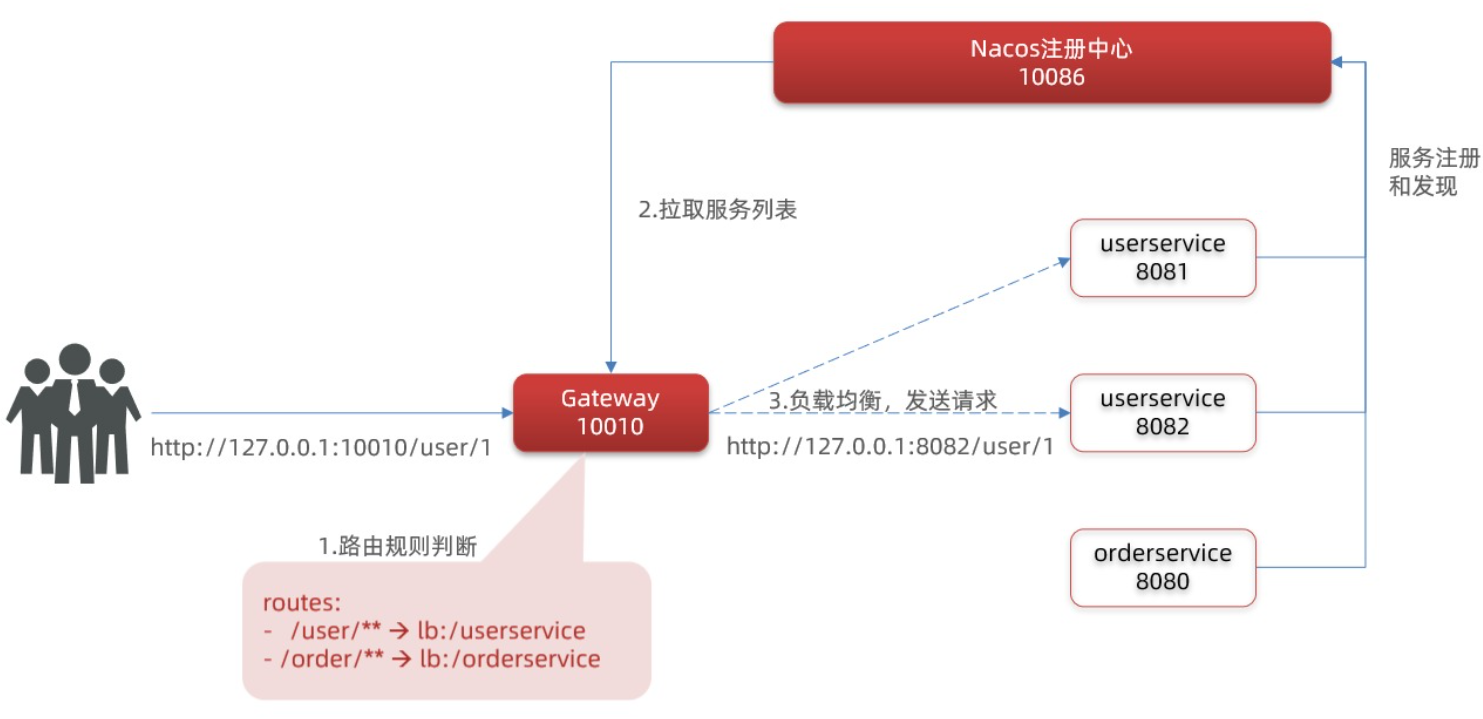 Nacos注册中心
10086
服务注册
和发现
2.拉取服务列表
userservice
8081
Gateway
10010
3.负载均衡，发送请求
userservice
8082
http://127.0.0.1:10010/user/1
http://127.0.0.1:8082/user/1
1.路由规则判断
orderservice
8080
routes:
- /user/** → lb:/userservice
- /order/** → lb:/orderservice